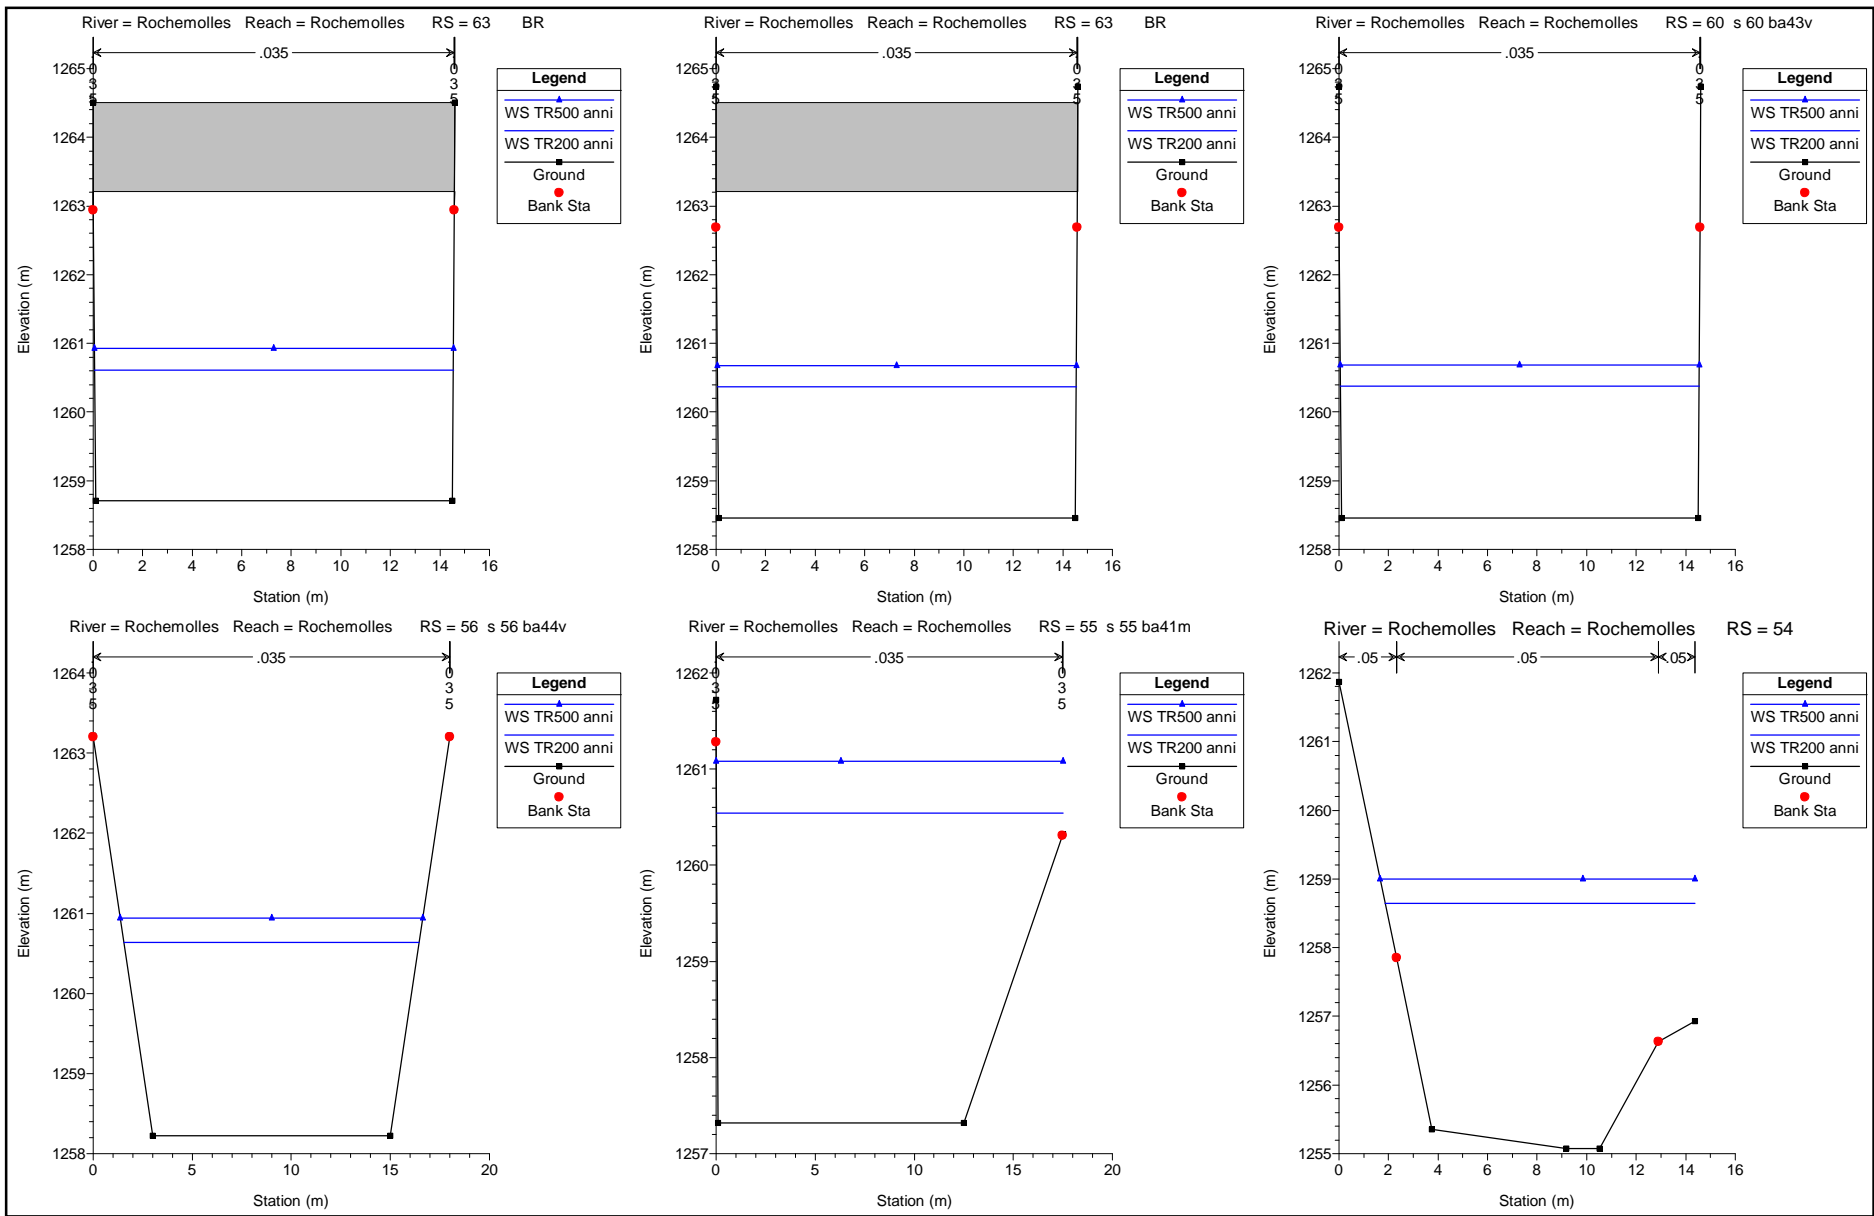 River = Rochemolles Reach = Rochemolles RS = 63 BR
.035
.035
.035
Legend
WS TR500 anni
WS TR200 anni
Ground
Bank Sta
1265
1264
1263
1262
1261
1260
1259
1258
Elevation (m)
0 2 4 6 8 10 12 14 16
Station (m)
River = Rochemolles Reach = Rochemolles RS = 63 BR
.035
.035
.035
Legend
WS TR500 anni
WS TR200 anni
Ground
Bank Sta
1265
1264
1263
1262
1261
1260
1259
1258
Elevation (m)
0 2 4 6 8 10 12 14 16
Station (m)
River = Rochemolles Reach = Rochemolles RS = 60 s 60 ba43v
.035
.035
.035
Legend
WS TR500 anni
WS TR200 anni
Ground
Bank Sta
1265
1264
1263
1262
1261
1260
1259
1258
Elevation (m)
0 2 4 6 8 10 12 14 16
Station (m)
River = Rochemolles Reach = Rochemolles RS = 56 s 56 ba44v
.035
.035
.035
Legend
WS TR500 anni
WS TR200 anni
Ground
Bank Sta
1264
1263
1262
1261
1260
1259
1258
Elevation (m)
0 5 10 15 20
Station (m)
River = Rochemolles Reach = Rochemolles RS = 55 s 55 ba41m
.035
.035
.035
Legend
WS TR500 anni
WS TR200 anni
Ground
Bank Sta
1262
1261
1260
1259
1258
1257
Elevation (m)
0 5 10 15 20
Station (m)
River = Rochemolles Reach = Rochemolles RS = 54
.05 .05 .05
Legend
WS TR500 anni
WS TR200 anni
Ground
Bank Sta
1262
1261
1260
1259
1258
1257
1256
1255
Elevation (m)
0 2 4 6 8 10 12 14 16
Station (m)